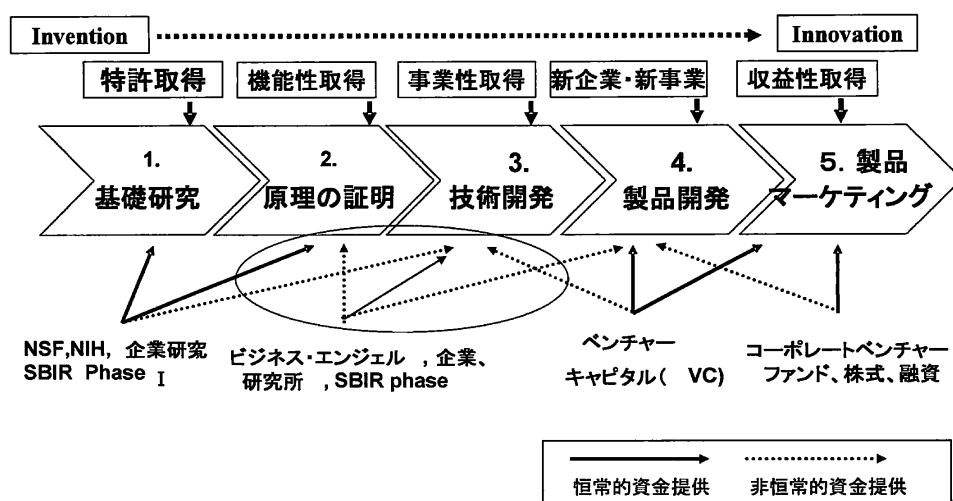 Invention
Innovation
特許取得
機能性取得
事業性取得
新企業・新事業
収益性取得
1.
基礎研究
2.
原理の証明
3.
技術開発
4.
製品開発
5. 製品
マーケティング
NSF,NIH, 企業研究
SBIR Phase I
ビジネス・エンジェル ,企業、
研究所 ,SBIR phase
ベンチャー
キャピタル( VC)
コーポレートベンチャー
ファンド、株式、融資
恒常的資金提供
非恒常的資金提供